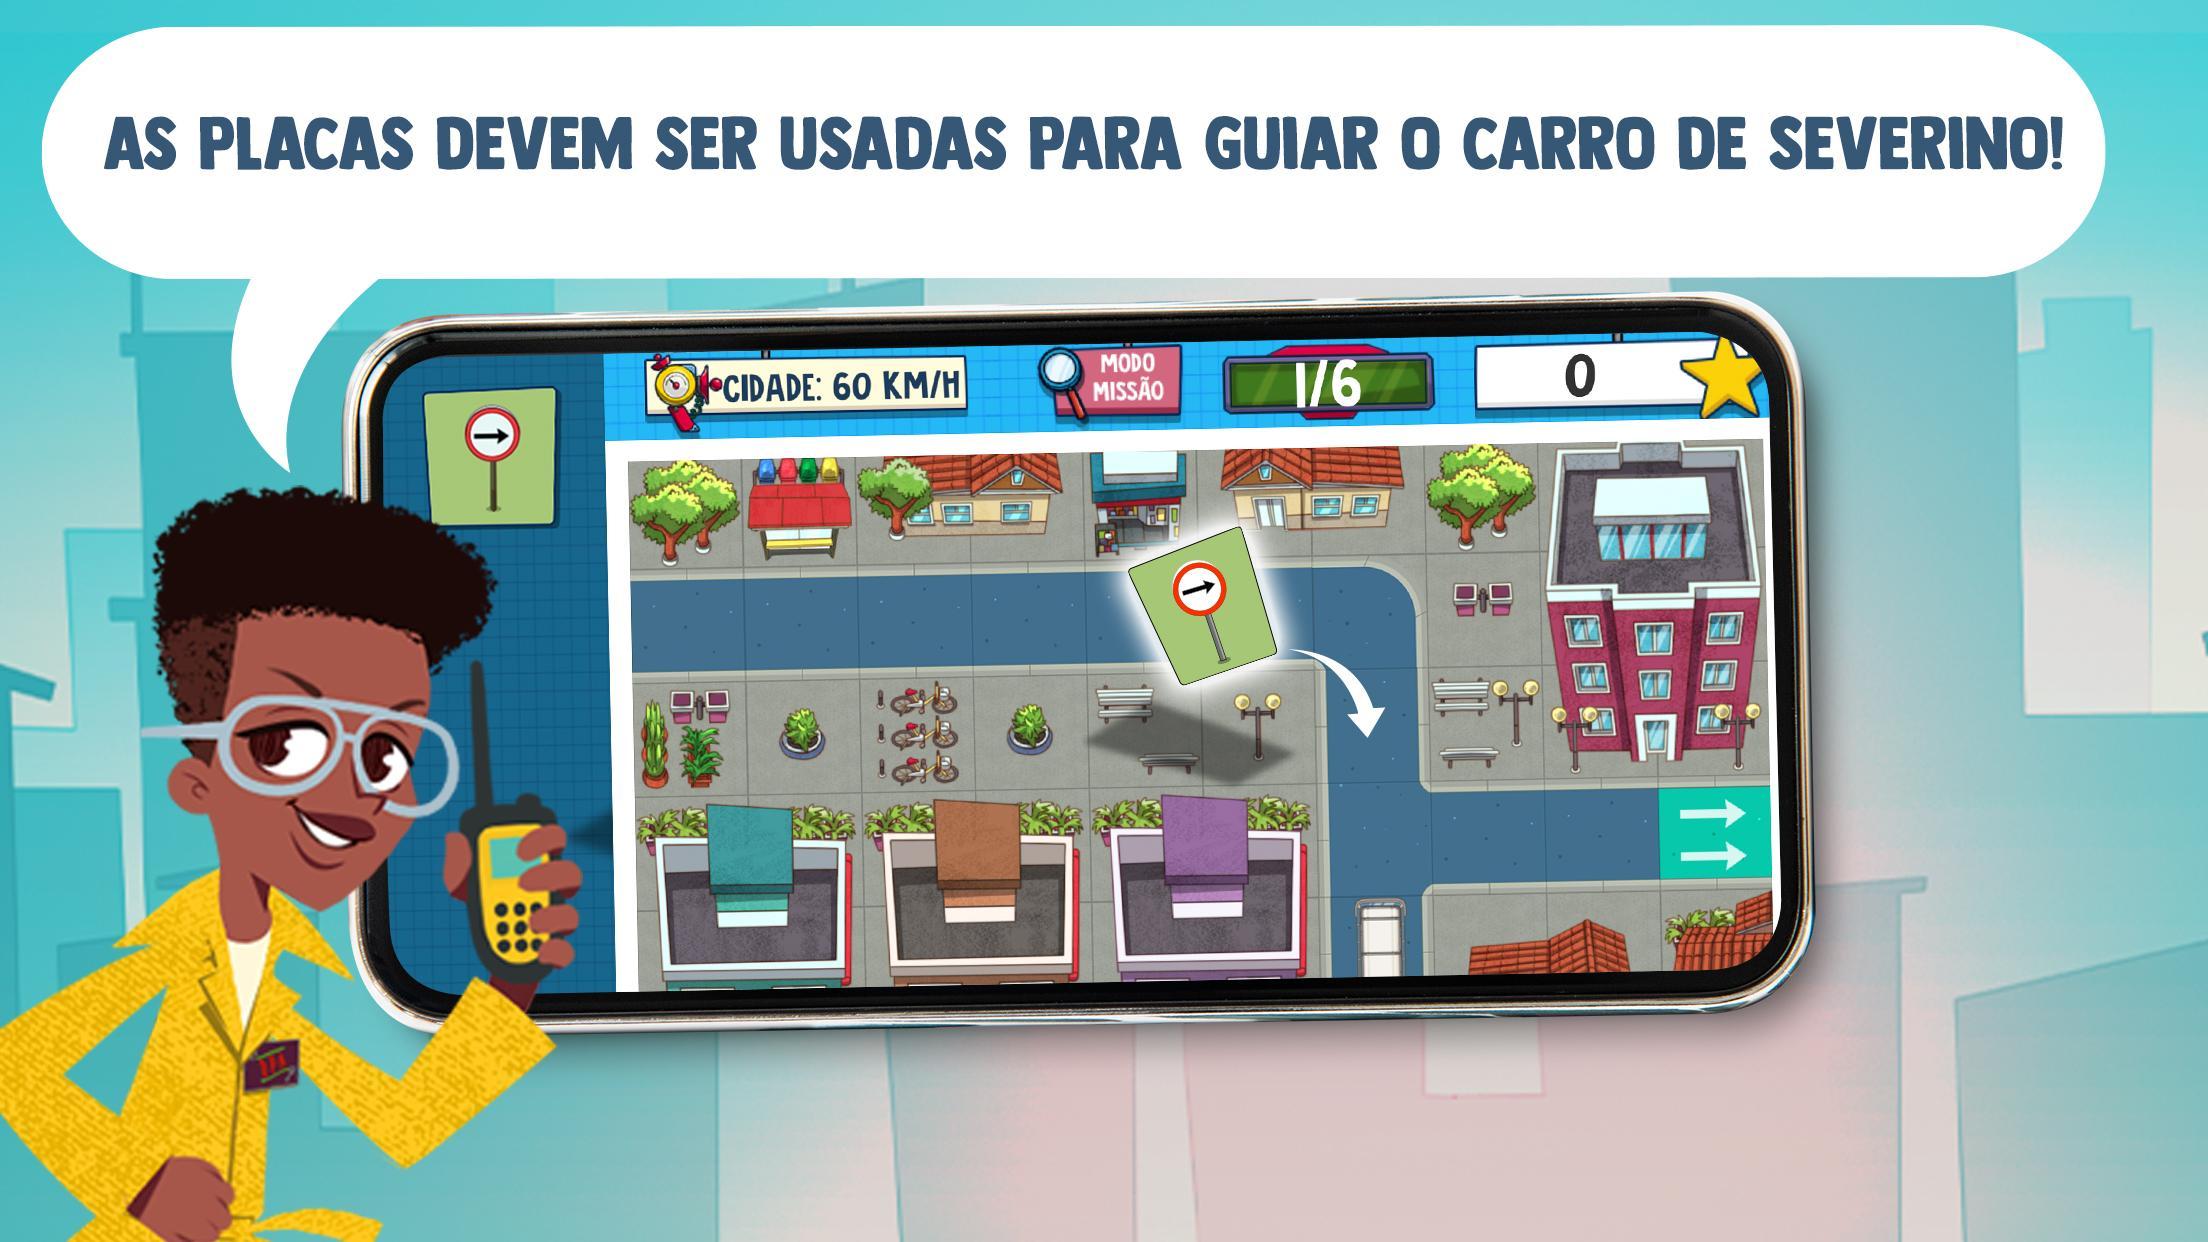 AS PLACAS DEVEM SER USADAS PARA GUIAR O CARRO DE SEVERINO!
CIDADE: 60 KM/H
MODO
MISSÃO
1/6
0